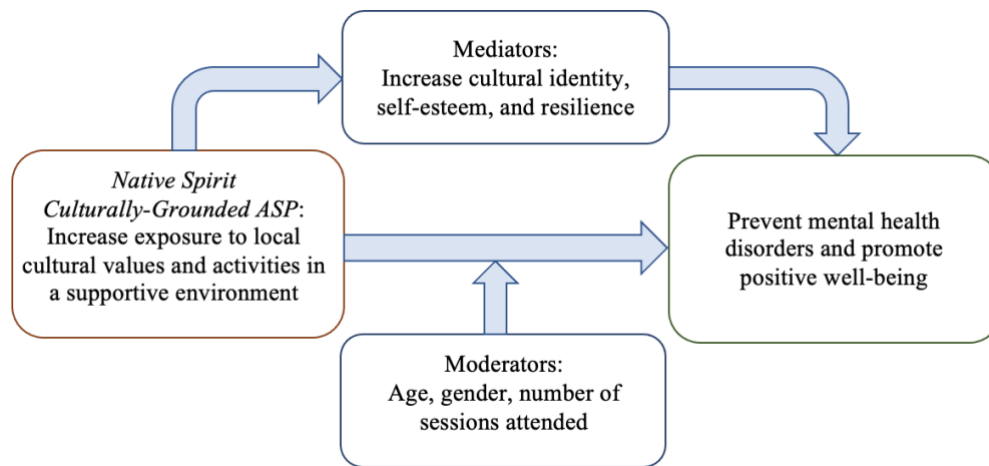 Mediators:
Increase cultural identity,
self-esteem, and resilience
Native Spirit
Culturally-Grounded ASP:
Increase exposure to local
cultural values and activities in
a supportive environment
Prevent mental health
disorders and promote
positive well-being
Moderators:
Age, gender, number of
sessions attended